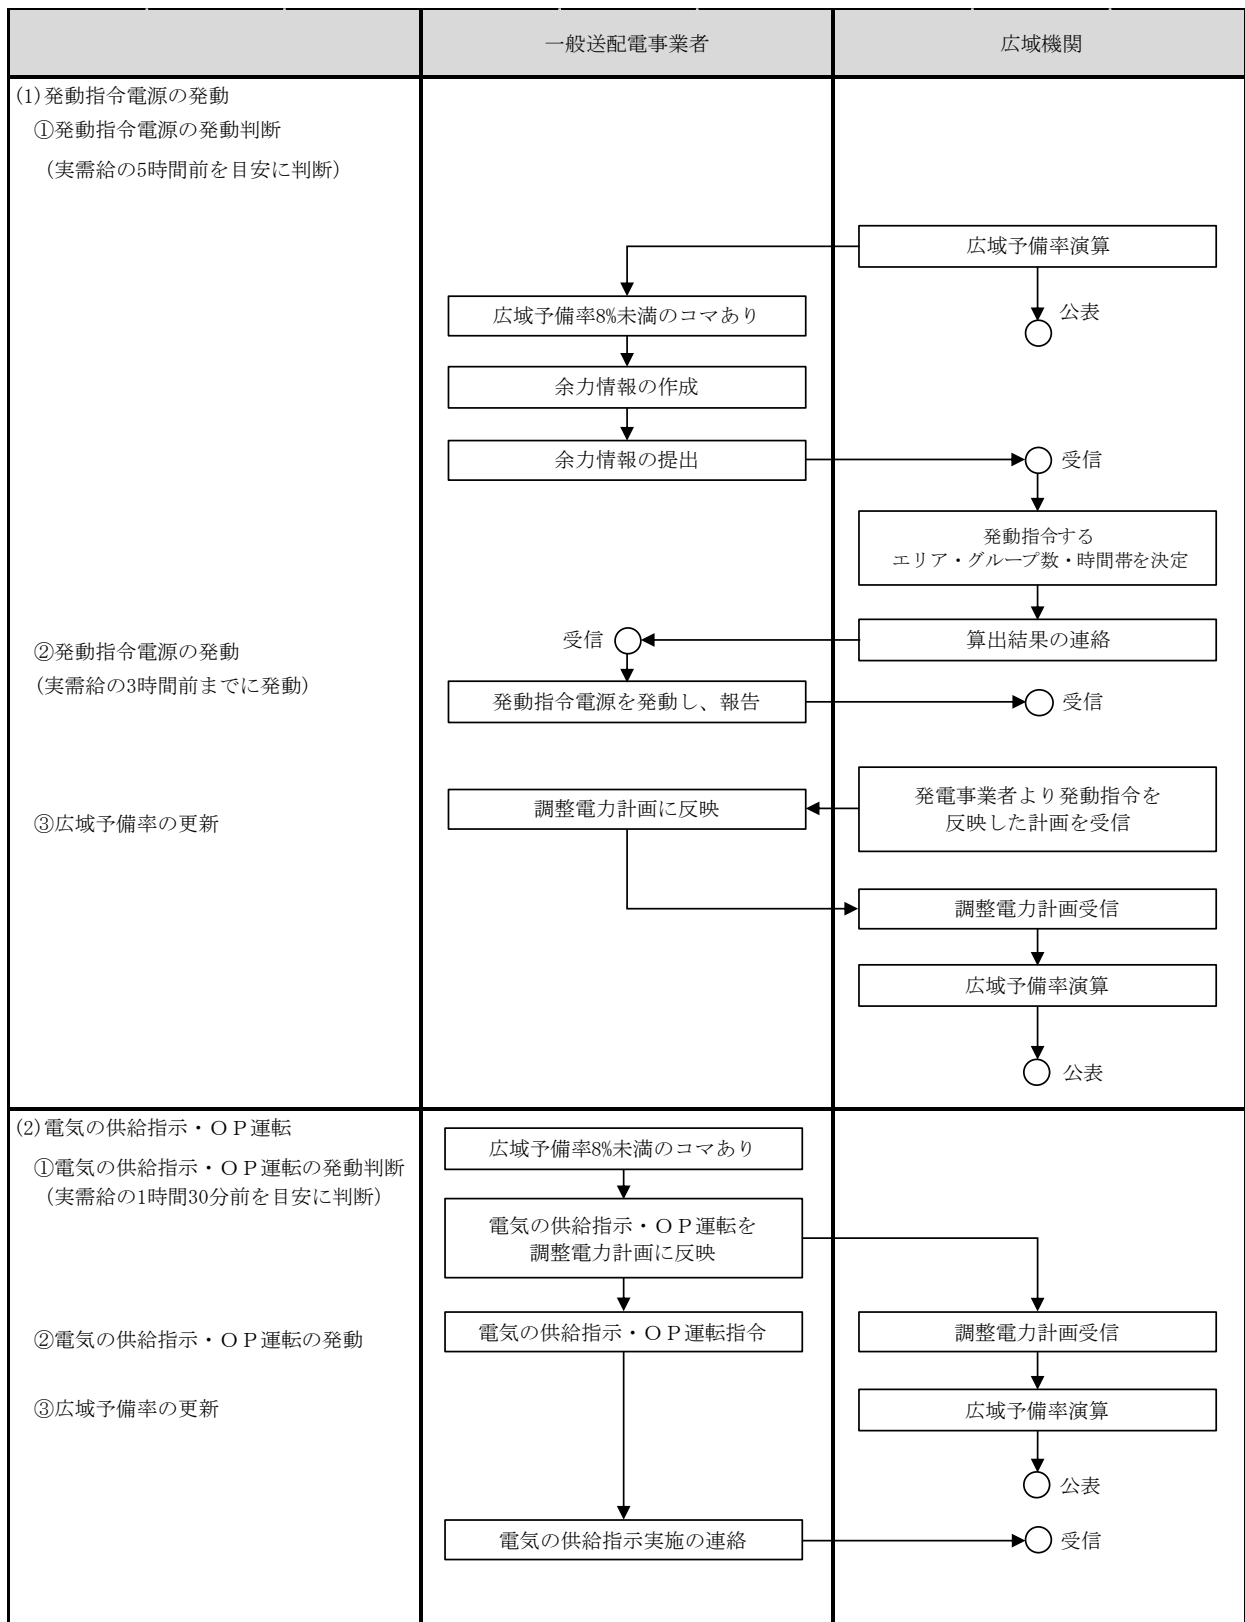 一般送配電事業者
広域機関
(1)発動指令電源の発動
①発動指令電源の発動判断
(実需給の5時間前を目安に判断)
広域予備率演算
公表
広域予備率8%未満のコマあり
余力情報の作成
余力情報の提出
受信
発動指令する
エリア・グループ数・時間帯を決定
②発動指令電源の発動
(実需給の3時間前までに発動)
受信
算出結果の連絡
発動指令電源を発動し、報告
受信
③広域予備率の更新
調整電力計画に反映
発電事業者より発動指令を
反映した計画を受信
調整電力計画受信
広域予備率演算
公表
(2)電気の供給指示・ＯＰ運転
①電気の供給指示・ＯＰ運転の発動判断
(実需給の1時間30分前を目安に判断)
広域予備率8%未満のコマあり
電気の供給指示・ＯＰ運転を
調整電力計画に反映
②電気の供給指示・ＯＰ運転の発動
電気の供給指示・ＯＰ運転指令
調整電力計画受信
③広域予備率の更新
広域予備率演算
公表
電気の供給指示実施の連絡
受信